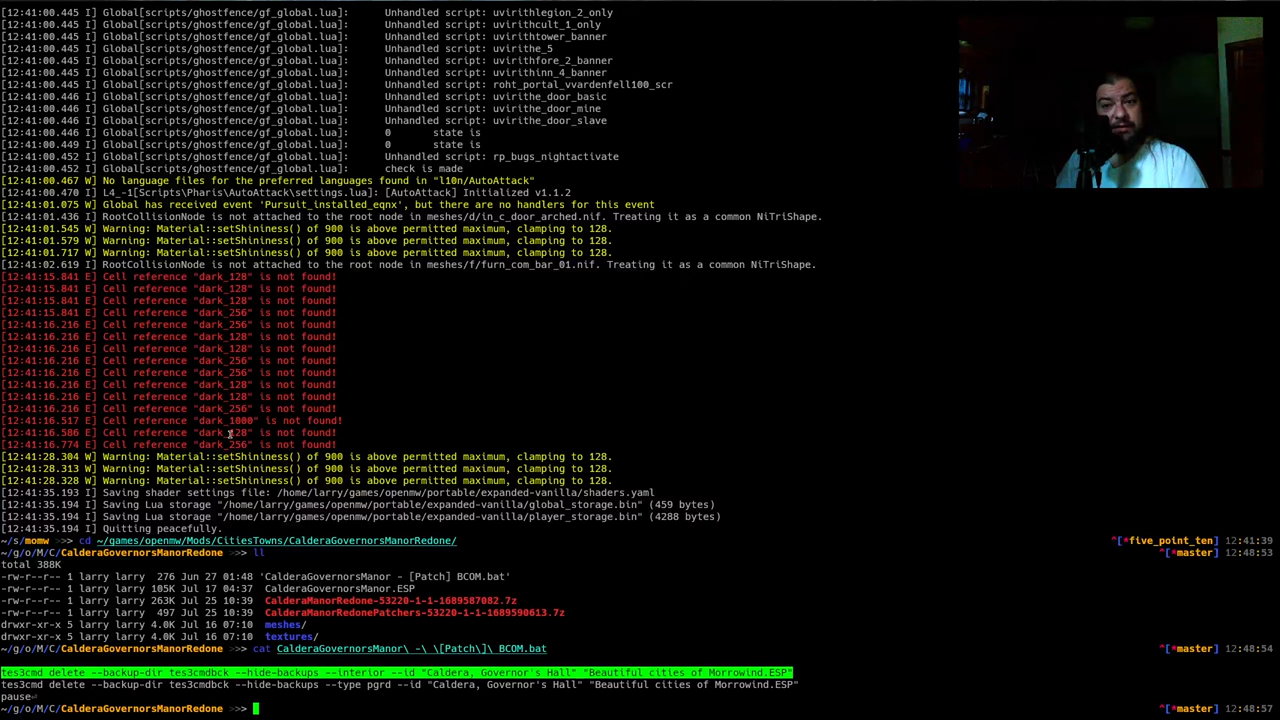 [12:41:00.445 I] Global[scripts/ghostfence/gf_global.lua]:      Unhandled script: uvirithlegion_2_only
[12:41:00.445 I] Global[scripts/ghostfence/gf_global.lua]:      Unhandled script: uvirithcult_1_only
[12:41:00.445 I] Global[scripts/ghostfence/gf_global.lua]:      Unhandled script: uvirithtower_banner
[12:41:00.445 I] Global[scripts/ghostfence/gf_global.lua]:      Unhandled script: uvirithe_5
[12:41:00.445 I] Global[scripts/ghostfence/gf_global.lua]:      Unhandled script: uvirithfore_2_banner
[12:41:00.445 I] Global[scripts/ghostfence/gf_global.lua]:      Unhandled script: uvirithinn_4_banner
[12:41:00.445 I] Global[scripts/ghostfence/gf_global.lua]:      Unhandled script: roht_portal_vvardenfell100_scr
[12:41:00.446 I] Global[scripts/ghostfence/gf_global.lua]:      Unhandled script: uvirithe_door_basic
[12:41:00.446 I] Global[scripts/ghostfence/gf_global.lua]:      Unhandled script: uvirithe_door_mine
[12:41:00.446 I] Global[scripts/ghostfence/gf_global.lua]:      Unhandled script: uvirithe_door_slave
[12:41:00.446 I] Global[scripts/ghostfence/gf_global.lua]:      0       state is
[12:41:00.449 I] Global[scripts/ghostfence/gf_global.lua]:      0       state is
[12:41:00.452 I] Global[scripts/ghostfence/gf_global.lua]:      Unhandled script: rp_bugs_nightactivate
[12:41:00.452 I] Global[scripts/ghostfence/gf_global.lua]:      check is made
[12:41:00.467 W] No language files for the preferred languages found in "l10n/AutoAttack"
[12:41:00.470 I] L4_-1[Scripts\Pharis\AutoAttack\settings.lua]: [AutoAttack] Initialized v1.1.2
[12:41:01.075 W] Global has received event 'Pursuit_installed_eqnx', but there are no handlers for this event
[12:41:01.436 I] RootCollisionNode is not attached to the root node in meshes/d/in_c_door_arched.nif. Treating it as a common NiTriShape.
[12:41:01.545 W] Warning: Material::setShininess() of 900 is above permitted maximum, clamping to 128.
[12:41:01.579 W] Warning: Material::setShininess() of 900 is above permitted maximum, clamping to 128.
[12:41:01.717 W] Warning: Material::setShininess() of 900 is above permitted maximum, clamping to 128.
[12:41:02.619 I] RootCollisionNode is not attached to the root node in meshes/f/furn_com_bar_01.nif. Treating it as a common NiTriShape.
[12:41:15.841 E] Cell reference "dark_128" is not found!
[12:41:15.841 E] Cell reference "dark_128" is not found!
[12:41:15.841 E] Cell reference "dark_128" is not found!
[12:41:15.841 E] Cell reference "dark_256" is not found!
[12:41:16.216 E] Cell reference "dark_256" is not found!
[12:41:16.216 E] Cell reference "dark_128" is not found!
[12:41:16.216 E] Cell reference "dark_128" is not found!
[12:41:16.216 E] Cell reference "dark_256" is not found!
[12:41:16.216 E] Cell reference "dark_256" is not found!
[12:41:16.216 E] Cell reference "dark_128" is not found!
[12:41:16.216 E] Cell reference "dark_128" is not found!
[12:41:16.216 E] Cell reference "dark_256" is not found!
[12:41:16.517 E] Cell reference "dark_1000" is not found!
[12:41:16.586 E] Cell reference "dark_128" is not found!
[12:41:16.774 E] Cell reference "dark_256" is not found!
[12:41:28.304 W] Warning: Material::setShininess() of 900 is above permitted maximum, clamping to 128.
[12:41:28.313 W] Warning: Material::setShininess() of 900 is above permitted maximum, clamping to 128.
[12:41:28.328 W] Warning: Material::setShininess() of 900 is above permitted maximum, clamping to 128.
[12:41:35.193 I] Saving shader settings file: /home/larry/games/openmw/portable/expanded-vanilla/shaders.yaml
[12:41:35.194 I] Saving Lua storage "/home/larry/games/openmw/portable/expanded-vanilla/global_storage.bin" (459 bytes)
[12:41:35.194 I] Saving Lua storage "/home/larry/games/openmw/portable/expanded-vanilla/player_storage.bin" (4288 bytes)
[12:41:35.194 I] Quitting peacefully.
~/s/momw >>> cd ~/games/openmw/Mods/CitiesTowns/CalderaGovernorsManorRedone/ ^[*five_point_ten] 12:41:39
~/g/o/M/C/CalderaGovernorsManorRedone >>> ll ^[*master] 12:48:53
total 388K
-rw-r--r-- 1 larry larry  276 Jun 27 01:48 'CalderaGovernorsManor - [Patch] BCOM.bat'
-rw-r--r-- 1 larry larry 105K Jul 17 04:37  CalderaGovernorsManor.ESP
-rw-r--r-- 1 larry larry 263K Jul 25 10:39  CalderaManorRedone-53220-1-1-1689587082.7z
-rw-r--r-- 1 larry larry  497 Jul 25 10:39  CalderaManorRedonePatchers-53220-1-1-1689590613.7z
drwxr-xr-x 5 larry larry 4.0K Jul 16 07:10  meshes/
drwxr-xr-x 5 larry larry 4.0K Jul 16 07:10  textures/
~/g/o/M/C/CalderaGovernorsManorRedone >>> cat CalderaGovernorsManor\ -\ \[Patch\]\ BCOM.bat ^[*master] 12:48:54
tes3cmd delete --backup-dir tes3cmdbck --hide-backups --interior --id "Caldera, Governor's Hall" "Beautiful cities of Morrowind.ESP"
tes3cmd delete --backup-dir tes3cmdbck --hide-backups --type pgrd --id "Caldera, Governor's Hall" "Beautiful cities of Morrowind.ESP"
pause⏎
~/g/o/M/C/CalderaGovernorsManorRedone >>> ^[*master] 12:48:57